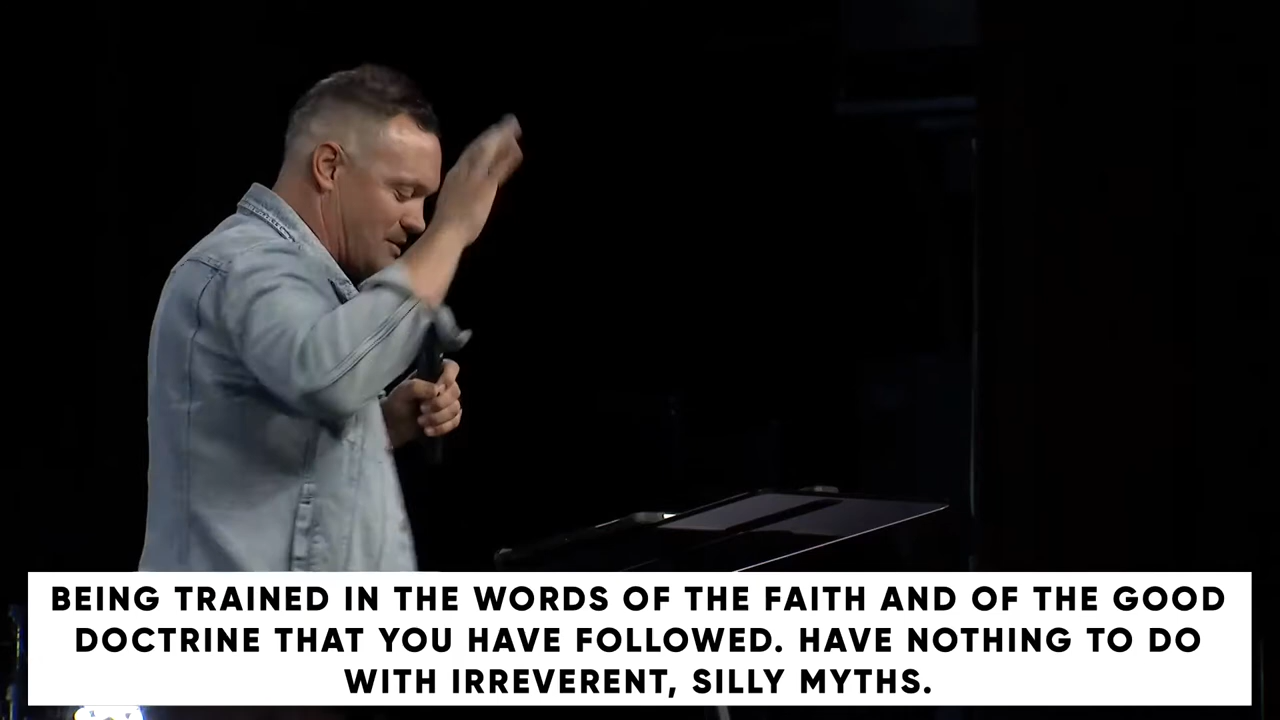 BEING TRAINED IN THE WORDS OF THE FAITH AND OF THE GOOD
DOCTRINE THAT YOU HAVE FOLLOWED. HAVE NOTHING TO DO
WITH IRREVERENT, SILLY MYTHS.